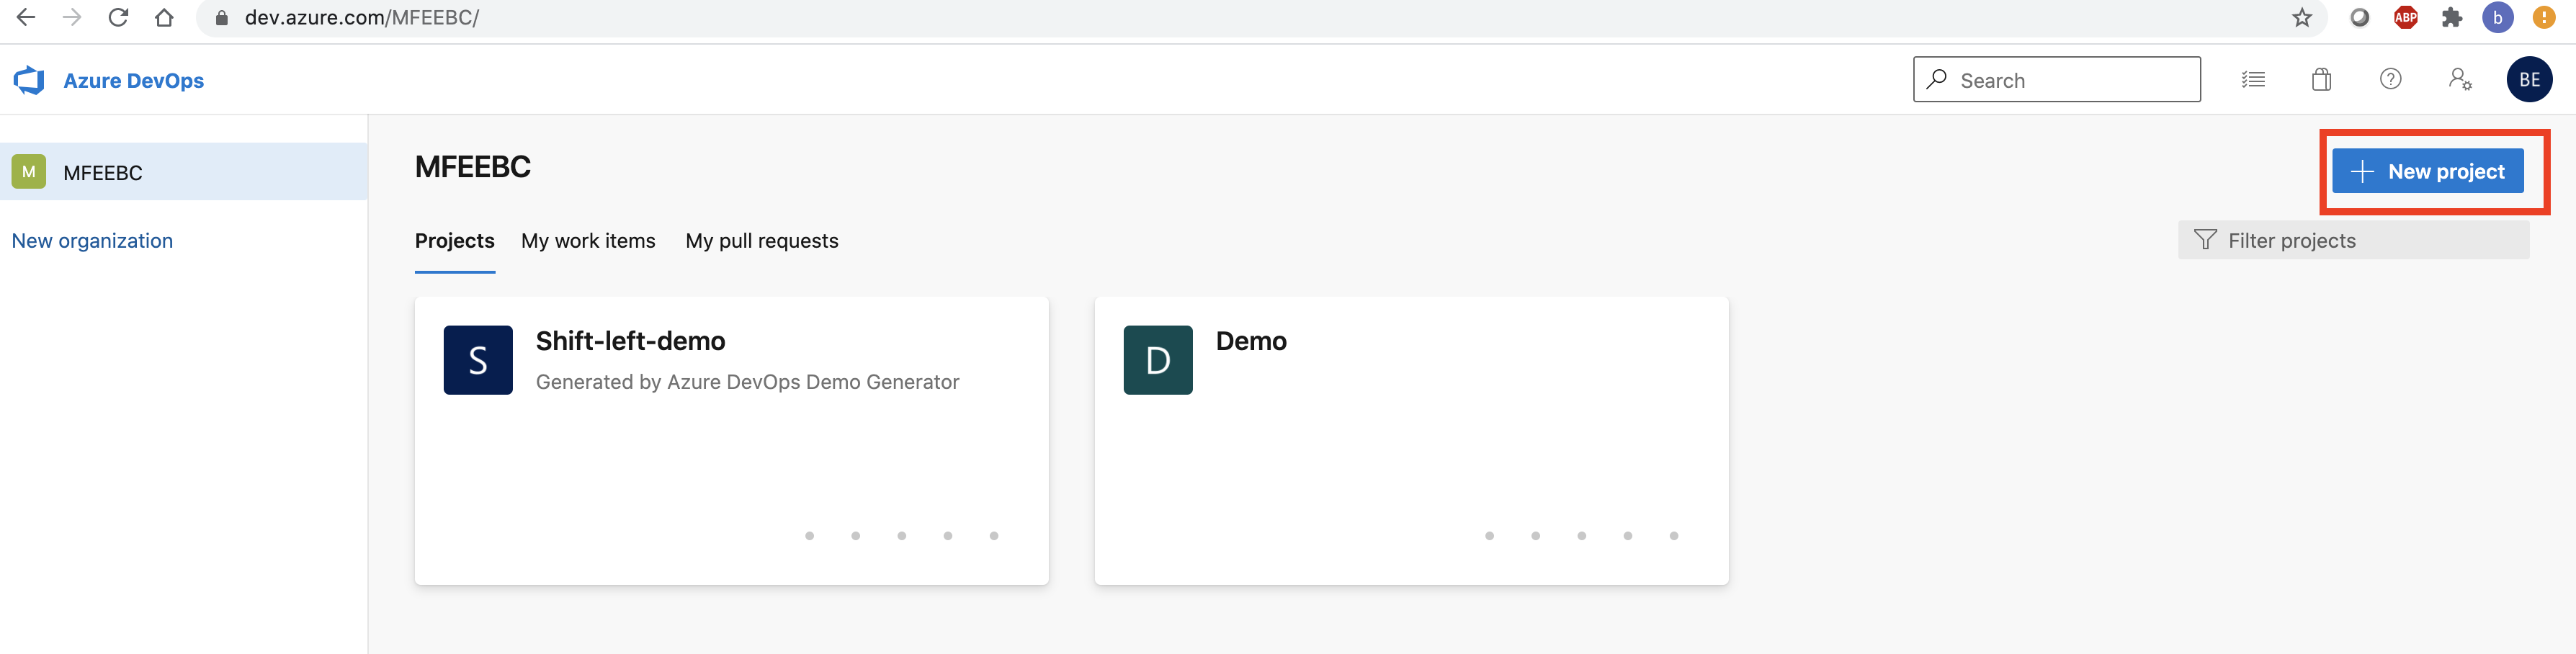 dev.azure.com/MFEEBC/
ABP
b
Azure DevOps
Search
BE
M
MFEEBC
New organization
MFEEBC
New project
Projects
My work items
My pull requests
Filter projects
S
Shift-left-demo
Generated by Azure DevOps Demo Generator
D
Demo